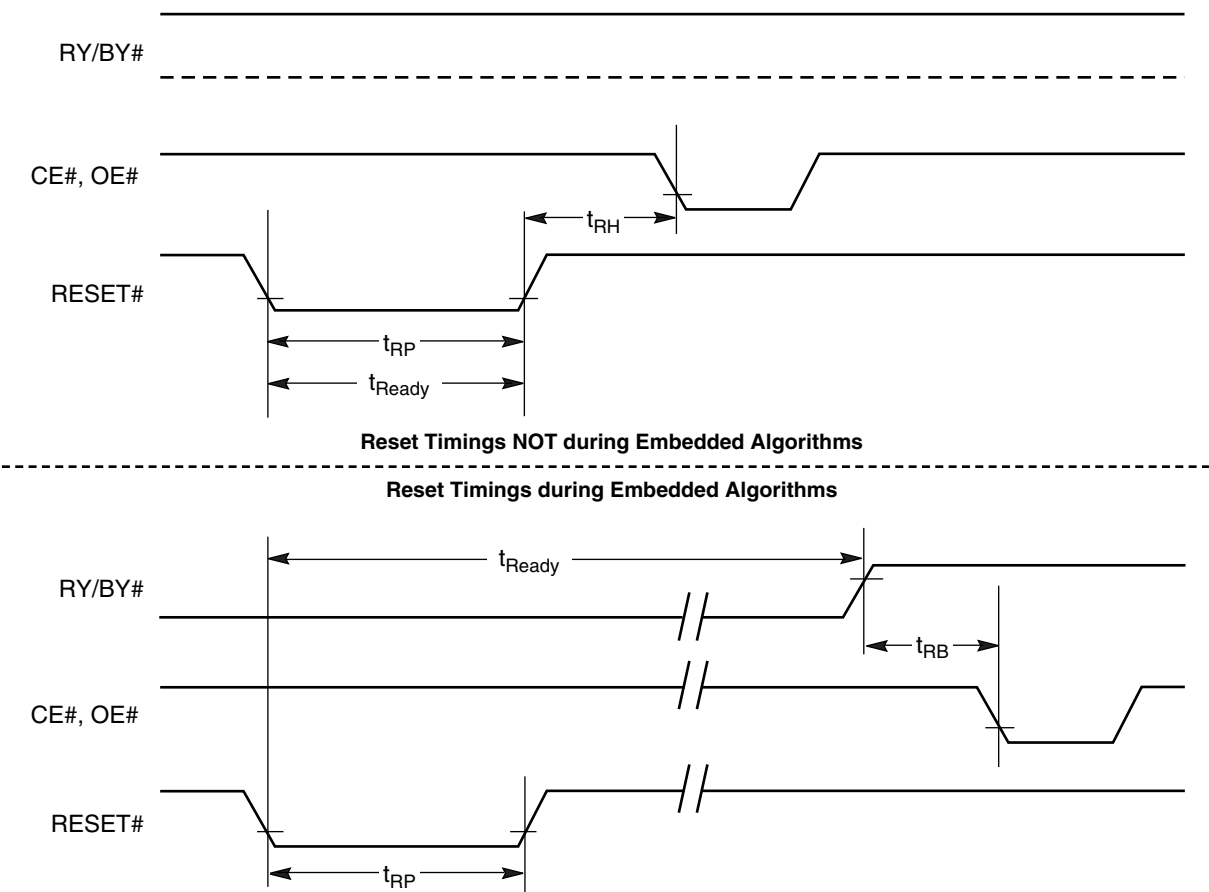 RY/BY#
CE#, OE#
tRH
RESET#
tRP
tReady
Reset Timings NOT during Embedded Algorithms
Reset Timings during Embedded Algorithms
tReady
RY/BY#
tRB
CE#, OE#
RESET#
tRP